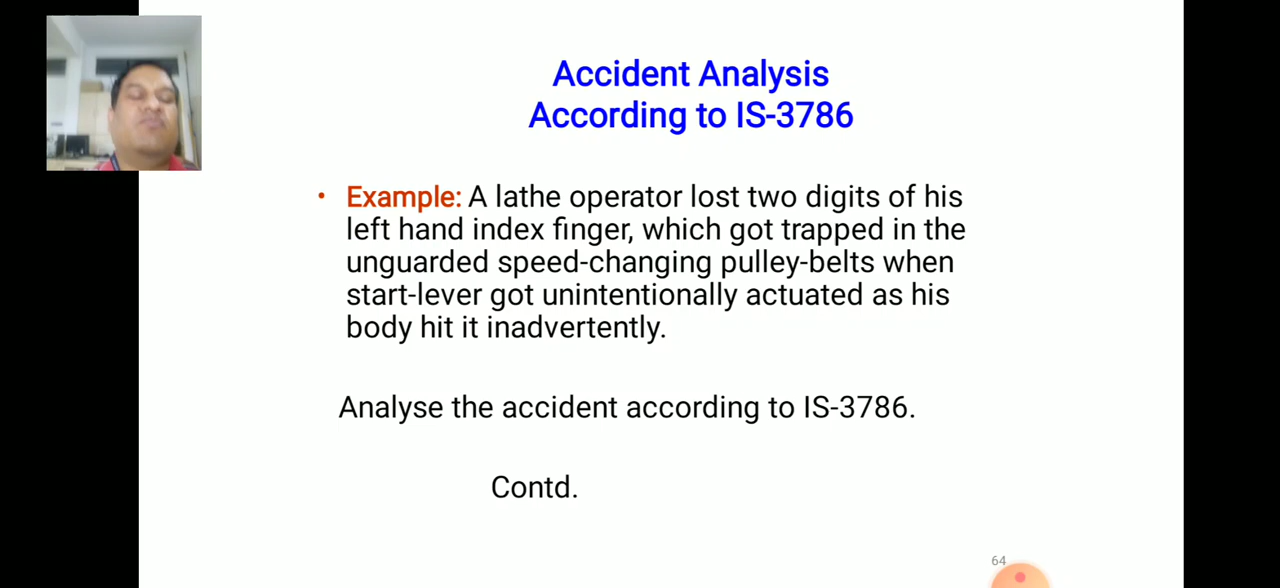 Accident Analysis
According to IS-3786
• Example: A lathe operator lost two digits of his
left hand index finger, which got trapped in the
unguarded speed-changing pulley-belts when
start-lever got unintentionally actuated as his
body hit it inadvertently.
Analyse the accident according to IS-3786.
Contd.
64